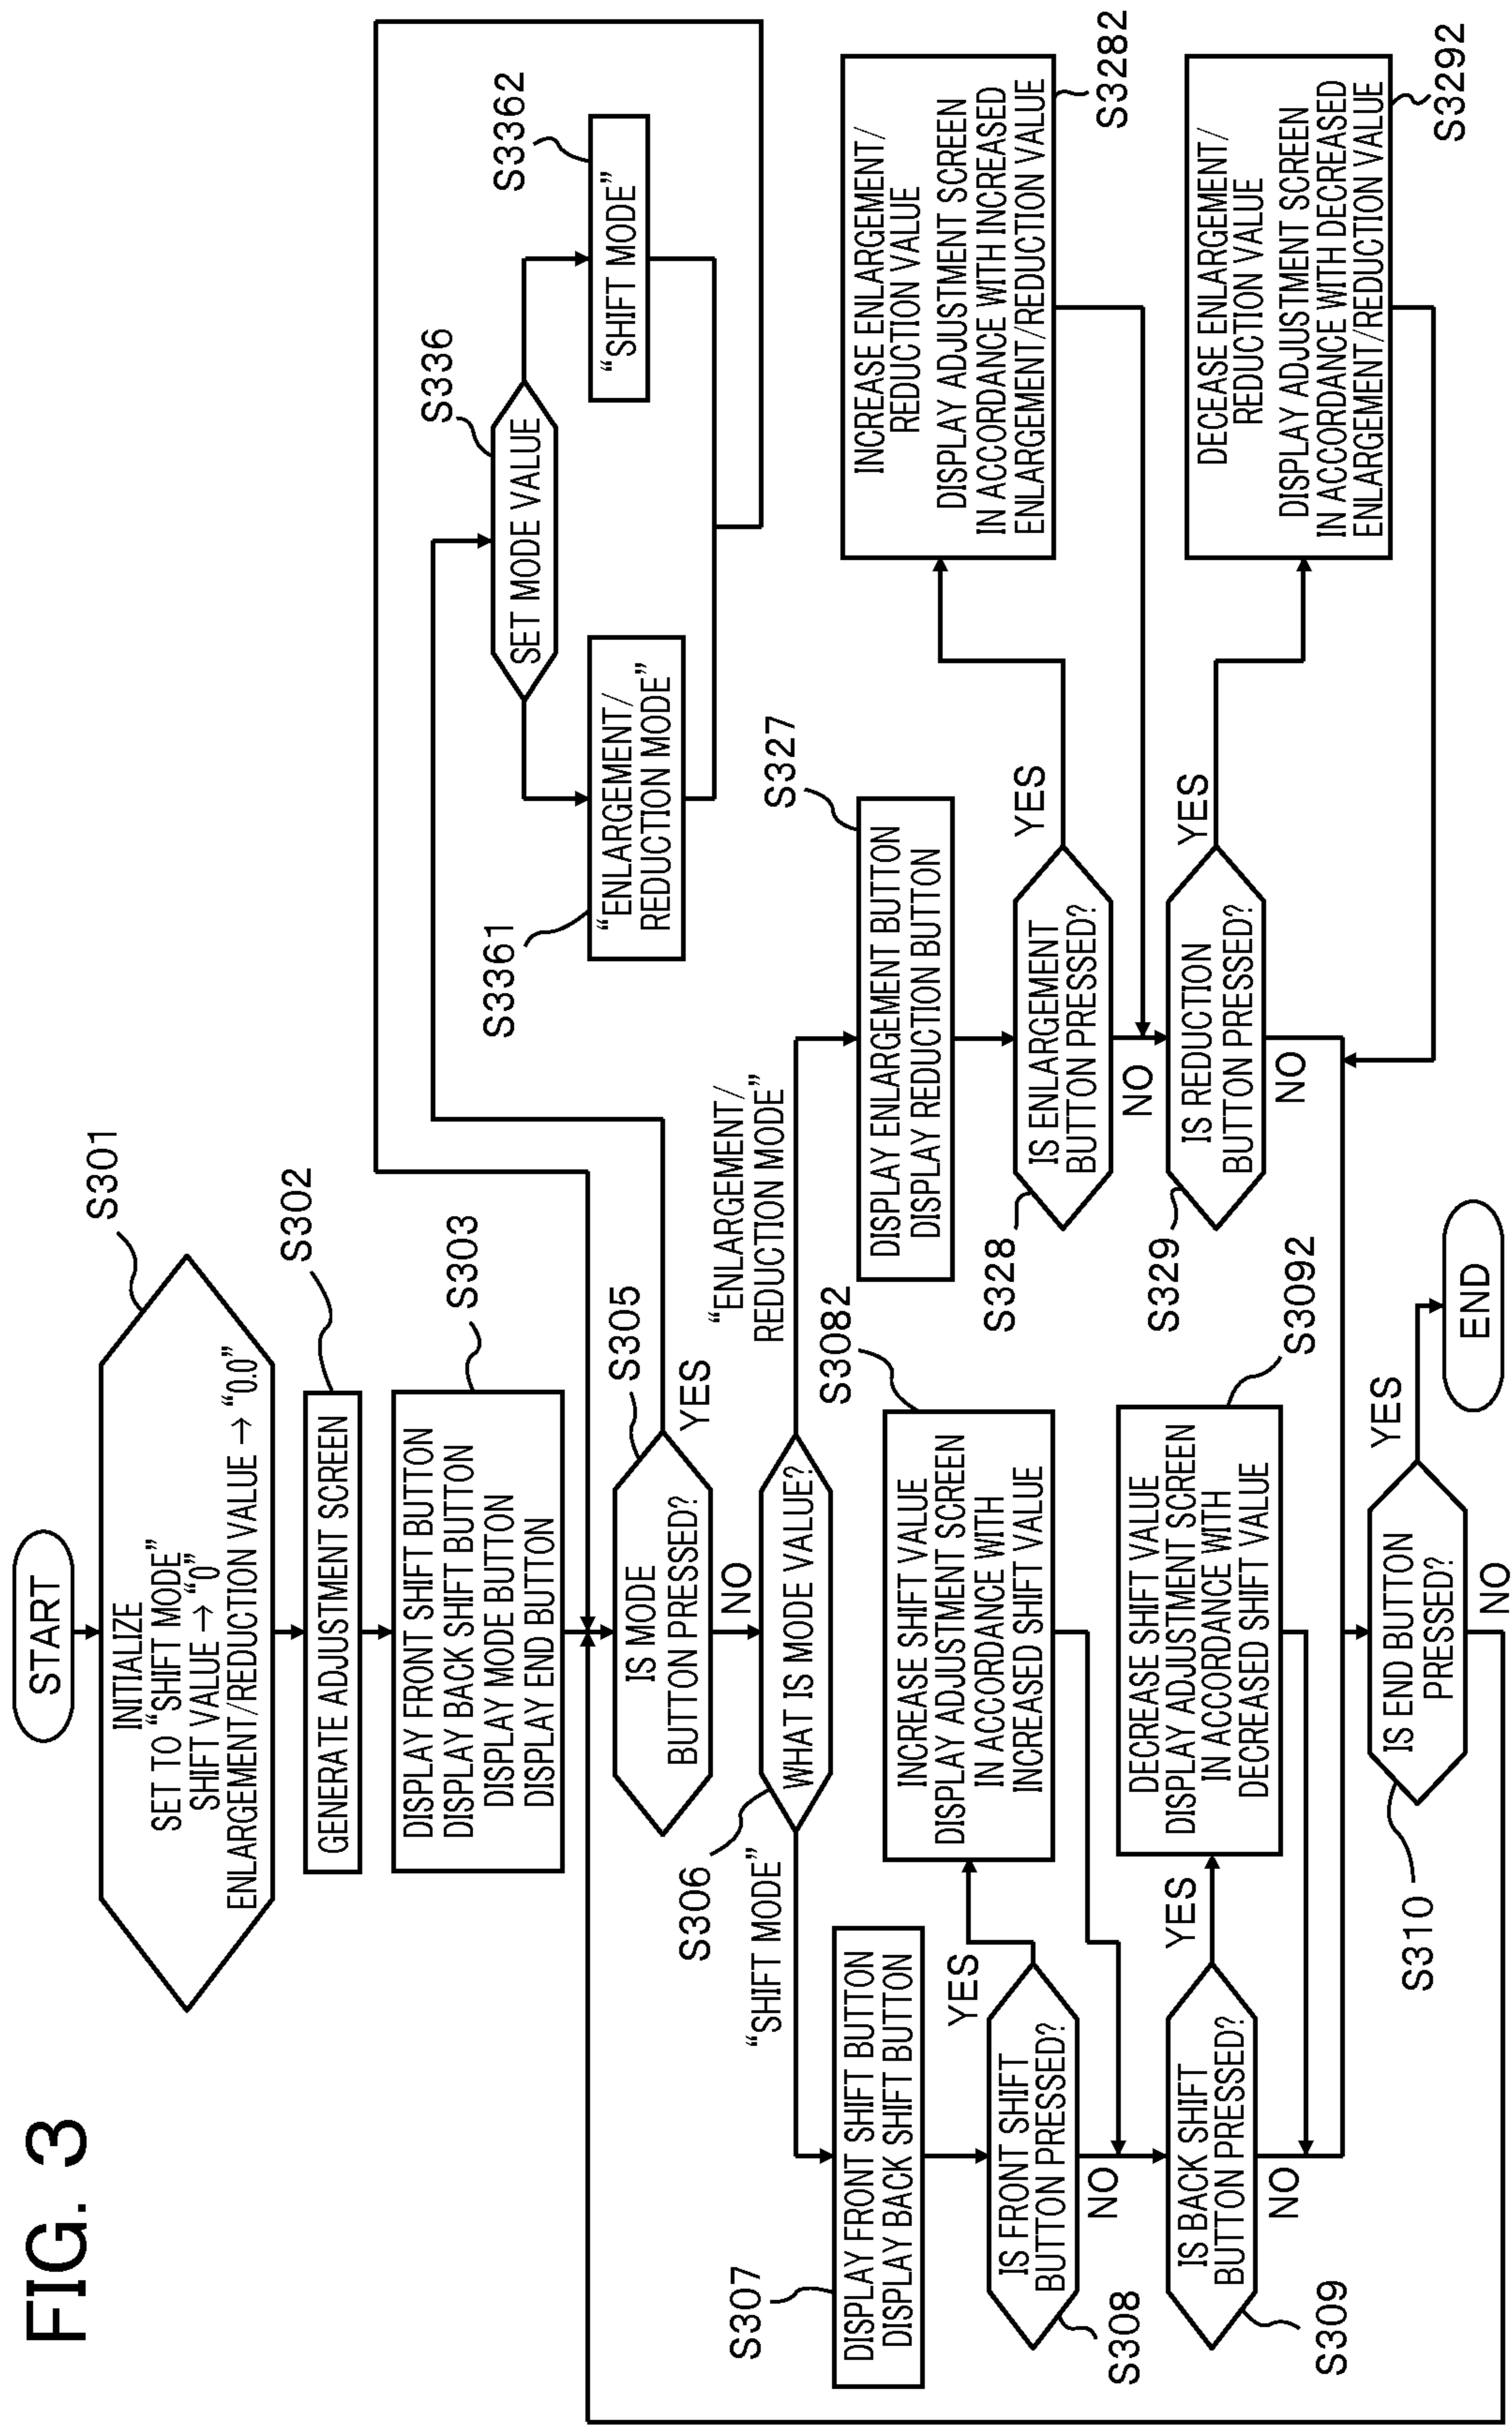 FIG. 3
START
S301
INITIALIZE
SET TO “SHIFT MODE”
SHIFT VALUE → “0”
ENLARGEMENT/REDUCTION VALUE → “0.0”
S302
GENERATE ADJUSTMENT SCREEN
S303
DISPLAY FRONT SHIFT BUTTON
DISPLAY BACK SHIFT BUTTON
DISPLAY MODE BUTTON
DISPLAY END BUTTON
S305
IS MODE
BUTTON PRESSED?
YES
NO
S336
SET MODE VALUE
S3361
“ENLARGEMENT/
REDUCTION MODE”
S3362
“SHIFT MODE”
S306
WHAT IS MODE VALUE?
“SHIFT MODE”
“ENLARGEMENT/
REDUCTION MODE”
S307
DISPLAY FRONT SHIFT BUTTON
DISPLAY BACK SHIFT BUTTON
S308
IS FRONT SHIFT
BUTTON PRESSED?
YES
NO
S3082
INCREASE SHIFT VALUE
DISPLAY ADJUSTMENT SCREEN
IN ACCORDANCE WITH
INCREASED SHIFT VALUE
S309
IS BACK SHIFT
BUTTON PRESSED?
YES
NO
S3092
DECREASE SHIFT VALUE
DISPLAY ADJUSTMENT SCREEN
IN ACCORDANCE WITH
DECREASED SHIFT VALUE
S327
DISPLAY ENLARGEMENT BUTTON
DISPLAY REDUCTION BUTTON
S328
IS ENLARGEMENT
BUTTON PRESSED?
YES
NO
S3282
INCREASE ENLARGEMENT/
REDUCTION VALUE
DISPLAY ADJUSTMENT SCREEN
IN ACCORDANCE WITH INCREASED
ENLARGEMENT/REDUCTION VALUE
S329
IS REDUCTION
BUTTON PRESSED?
YES
NO
S3292
DECEASE ENLARGEMENT/
REDUCTION VALUE
DISPLAY ADJUSTMENT SCREEN
IN ACCORDANCE WITH DECREASED
ENLARGEMENT/REDUCTION VALUE
S310
IS END BUTTON
PRESSED?
YES
NO
END